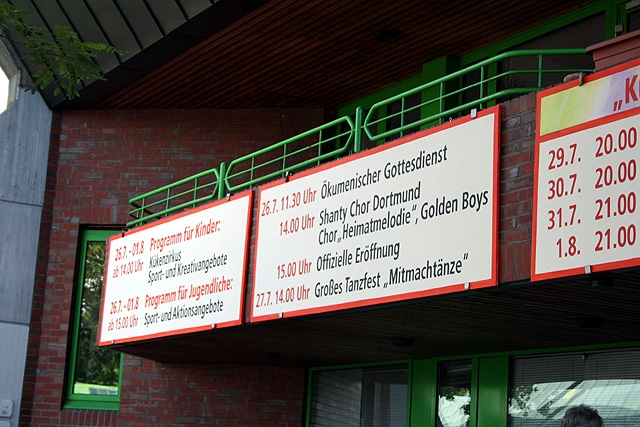 26.7. - 01.8 Programm für Kinder:
ab 14.00 Uhr Kükenzirkus
Sport- und Kreativangebote
26.7. - 01.8 Programm für Jugendliche:
ab 15.00 Uhr Sport- und Aktionsangebote
26.7. 11.30 Uhr Ökumenischer Gottesdienst
14.00 Uhr Shanty Chor Dortmund
Chor „Heimatmelodie“, Golden Boys
15.00 Uhr Offizielle Eröffnung
27.7. 14.00 Uhr Großes Tanzfest „Mitmachtänze“
29.7. 20.00
30.7. 20.00
31.7. 21.00
1.8. 21.00